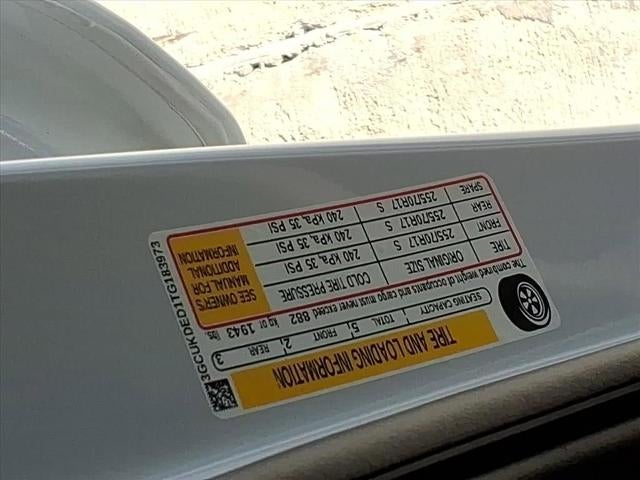 TIRE AND LOADING INFORMATION
SEATING CAPACITY TOTAL 5 FRONT 2 REAR 3
The combined weight of occupants and cargo must never exceed 882 kg or 1943 lbs
TIRE ORIGINAL SIZE COLD TIRE PRESSURE
FRONT 255/70R17 S 240 kPa, 35 PSI
REAR 255/70R17 S 240 kPa, 35 PSI
SPARE 255/70R17 S 240 kPa, 35 PSI
SEE OWNER'S
MANUAL FOR
ADDITIONAL
INFORMATION
3GCUKDED1TG183973